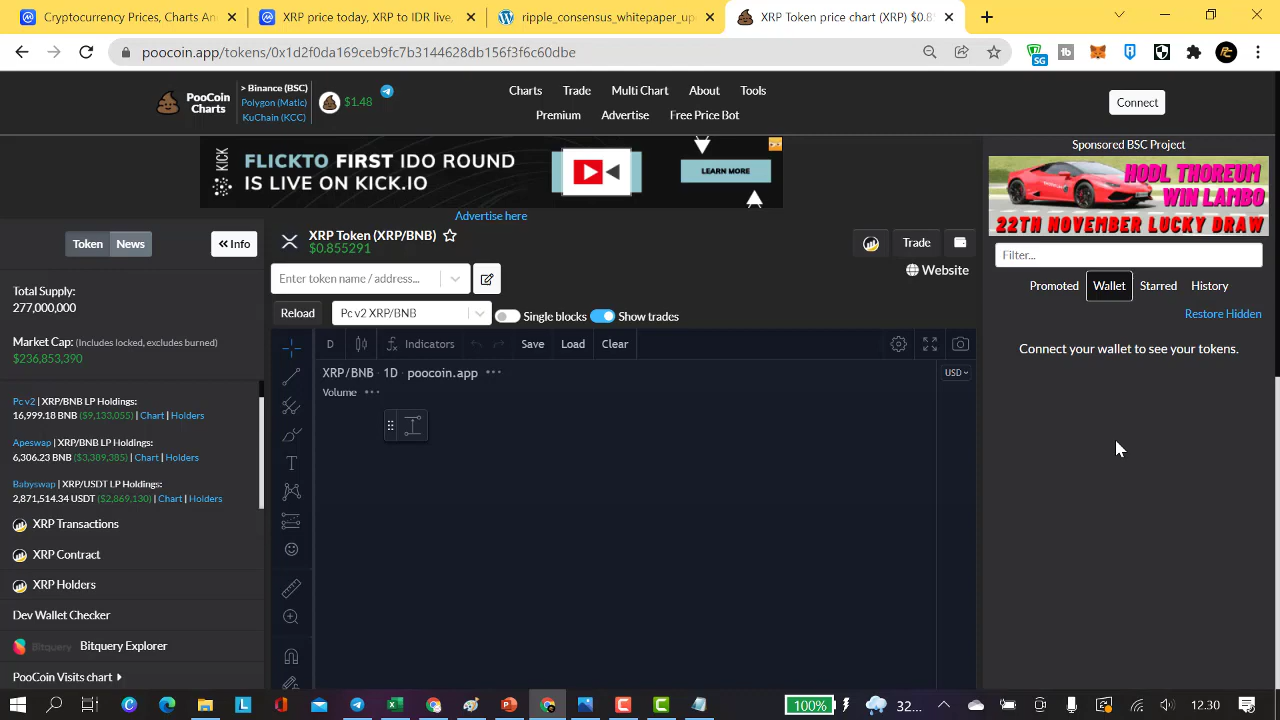 Cryptocurrency Prices, Charts An
XRP price today, XRP to IDR live,
ripple_consensus_whitepaper_up
XRP Token price chart (XRP) $0.8
poocoin.app/tokens/0x1d2f0da169ceb9fc7b3144628db156f3f6c60dbe
SG
PooCoin
Charts
> Binance (BSC)
Polygon (Matic)
KuChain (KCC)
$1.48
Charts
Trade
Multi Chart
About
Tools
Premium
Advertise
Free Price Bot
Connect
KICK
FLICKTO FIRST IDO ROUND
IS LIVE ON KICK.IO
LEARN MORE
Advertise here
Sponsored BSC Project
HODL THOREUM
WIN LAMBO
22TH NOVEMBER LUCKY DRAW
Token
News
« Info
XRP Token (XRP/BNB)
$0.855291
Trade
Website
Filter...
Promoted
Wallet
Starred
History
Restore Hidden
Connect your wallet to see your tokens.
Total Supply:
277,000,000
Market Cap: (Includes locked, excludes burned)
$236,853,390
Pc v2 | XRP/BNB LP Holdings:
16,999.18 BNB ($9,133,055) | Chart | Holders
Apeswap | XRP/BNB LP Holdings:
6,306.23 BNB ($3,389,385) | Chart | Holders
Babyswap | XRP/USDT LP Holdings:
2,871,514.34 USDT ($2,869,130) | Chart | Holders
XRP Transactions
XRP Contract
XRP Holders
Dev Wallet Checker
Bitquery
Bitquery Explorer
PooCoin Visits chart
Enter token name / address...
Reload
Pc v2 XRP/BNB
Single blocks
Show trades
D
Indicators
Save
Load
Clear
XRP/BNB · 1D · poocoin.app
USD
Volume
100%
32...
12.30